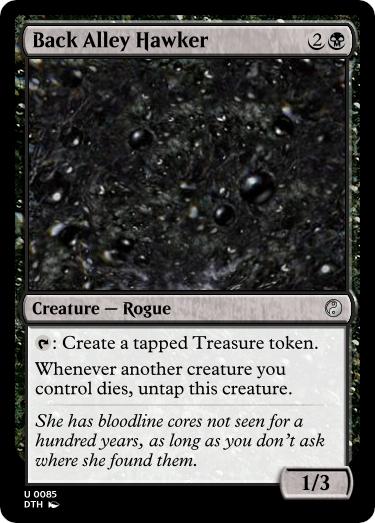 Back Alley Hawker 2
Creature — Rogue
: Create a tapped Treasure token.
Whenever another creature you
control dies, untap this creature.
She has bloodline cores not seen for a
hundred years, as long as you don't ask
where she found them.
1/3
U 0085
DTH